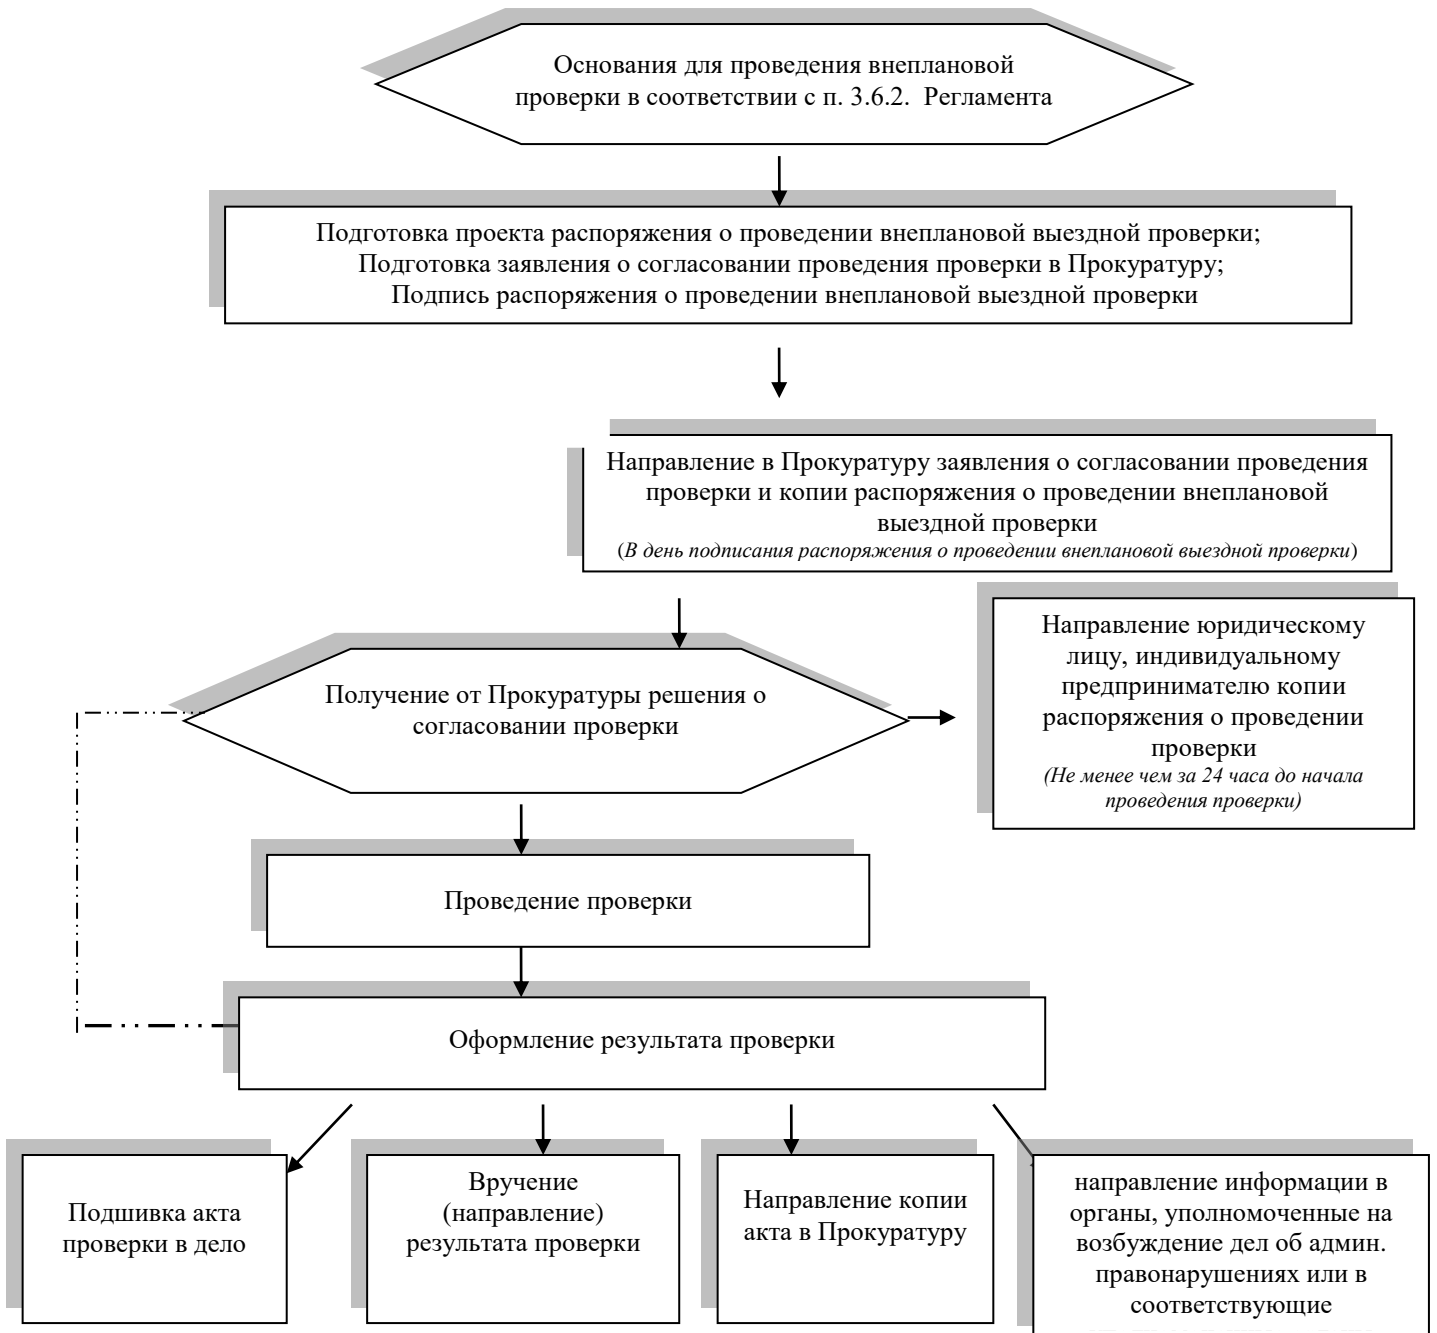 Основания для проведения внеплановой
проверки в соответствии с п. 3.6.2. Регламента
Подготовка проекта распоряжения о проведении внеплановой выездной проверки;
Подготовка заявления о согласовании проведения проверки в Прокуратуру;
Подпись распоряжения о проведении внеплановой выездной проверки
Направление в Прокуратуру заявления о согласовании проведения
проверки и копии распоряжения о проведении внеплановой
выездной проверки
(В день подписания распоряжения о проведении внеплановой выездной проверки)
Получение от Прокуратуры решения о
согласовании проверки
Направление юридическому
лицу, индивидуальному
предпринимателю копии
распоряжения о проведении
проверки
(Не менее чем за 24 часа до начала
проведения проверки)
Проведение проверки
Оформление результата проверки
Подшивка акта
проверки в дело
Вручение
(направление)
результата проверки
Направление копии
акта в Прокуратуру
направление информации в
органы, уполномоченные на
возбуждение дел об админ.
правонарушениях или в
соответствующие